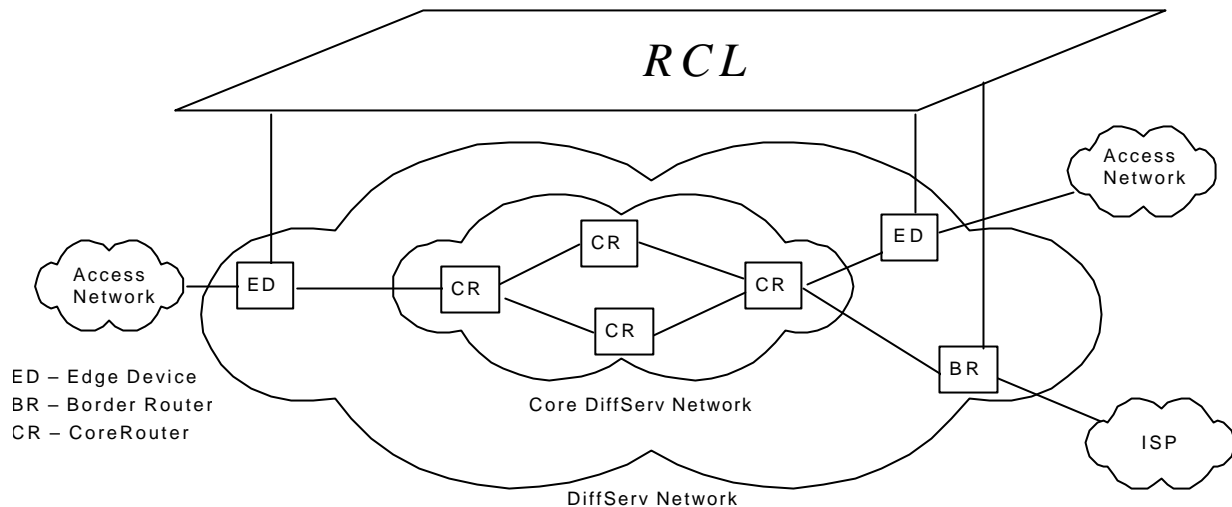 RCL
Access
Network
ED
CR
CR
CR
CR
ED
Access
Network
BR
ISP
ED – Edge Device
BR – Border Router
CR – CoreRouter
Core DiffServ Network
DiffServ Network